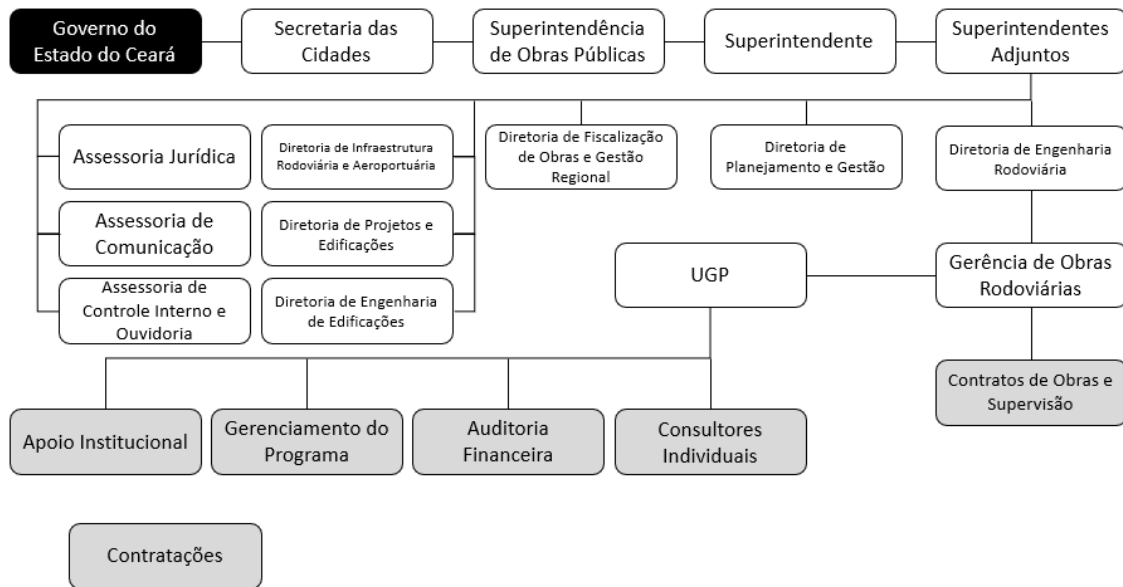 Governo do
Estado do Ceará
Secretaria das
Cidades
Superintendência
de Obras Públicas
Superintendente
Superintendentes
Adjuntos
Assessoria Jurídica
Diretoria de Infraestrutura
Rodoviária e Aeroportuária
Diretoria de Fiscalização
de Obras e Gestão
Regional
Diretoria de
Planejamento e Gestão
Diretoria de Engenharia
Rodoviária
Assessoria de
Comunicação
Diretoria de Projetos e
Edificações
UGP
Gerência de Obras
Rodoviárias
Assessoria de
Controle Interno e
Ouvidoria
Diretoria de Engenharia
de Edificações
Contratos de Obras e
Supervisão
Apoio Institucional
Gerenciamento do
Programa
Auditoria
Financeira
Consultores
Individuais
Contratações